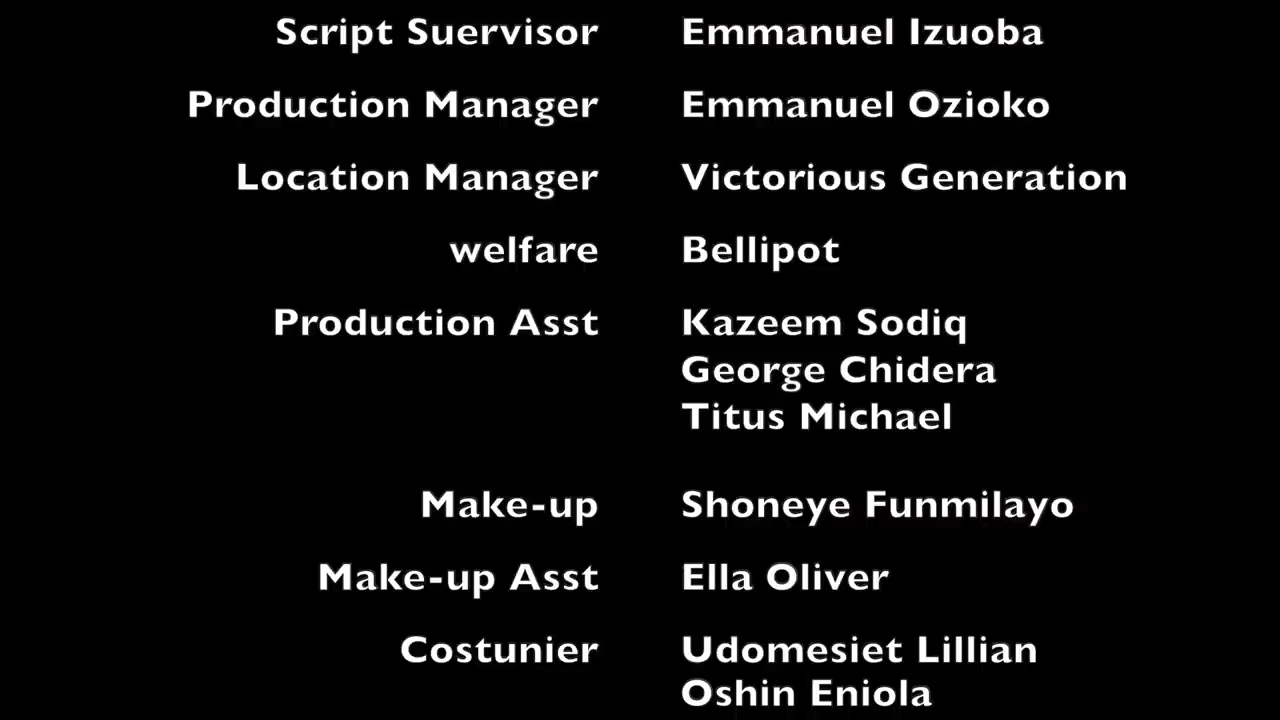 Script Suervisor Emmanuel Izuoba
Production Manager Emmanuel Ozioko
Location Manager Victorious Generation
welfare Bellipot
Production Asst Kazeem Sodiq
George Chidera
Titus Michael
Make-up Shoneye Funmilayo
Make-up Asst Ella Oliver
Costunier Udomesiet Lillian
Oshin Eniola